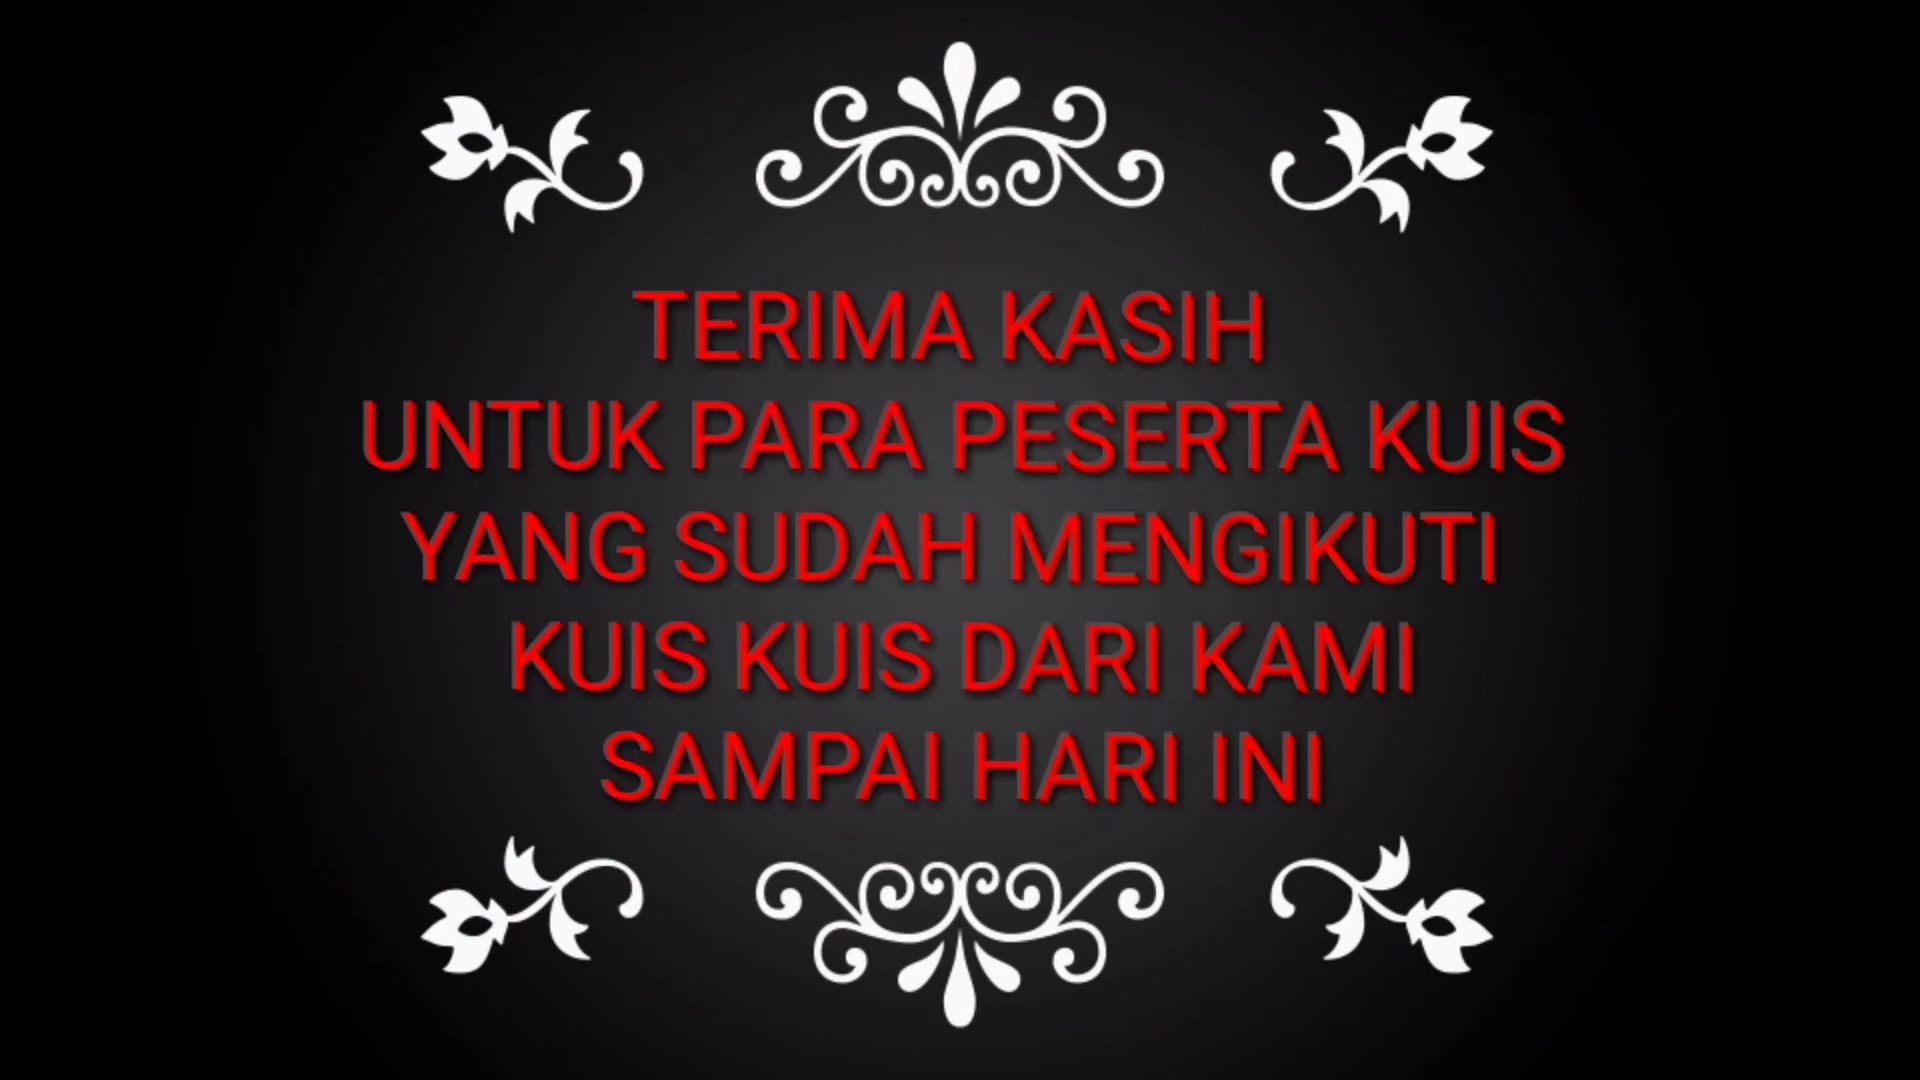 TERIMA KASIH
UNTUK PARA PESERTA KUIS
YANG SUDAH MENGIKUTI
KUIS KUIS DARI KAMI
SAMPAI HARI INI